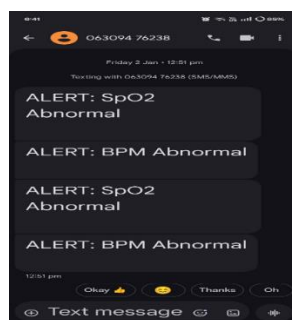 8:41
063094 76238
Friday 2 Jan • 12:51 pm
Texting with 063094 76238 (SMS/MMS)
ALERT: SpO2
Abnormal
ALERT: BPM Abnormal
ALERT: SpO2
Abnormal
ALERT: BPM Abnormal
12:51 pm
Okay 👍 😊 Thanks Oh
Text message